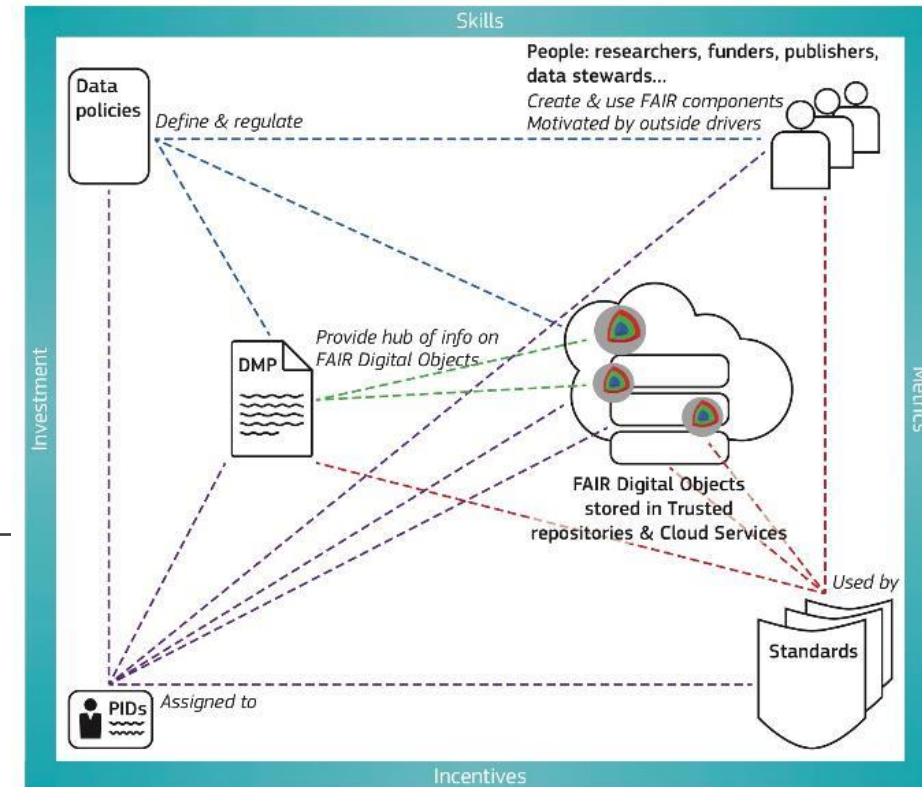 Skills
People: researchers, funders, publishers,
data stewards...
Create & use FAIR components
Motivated by outside drivers
Data
policies
Define & regulate
Investment
Metrics
Provide hub of info on
FAIR Digital Objects
DMP
FAIR Digital Objects
stored in Trusted
repositories & Cloud Services
Used by
Standards
PIDs
Assigned to
Incentives